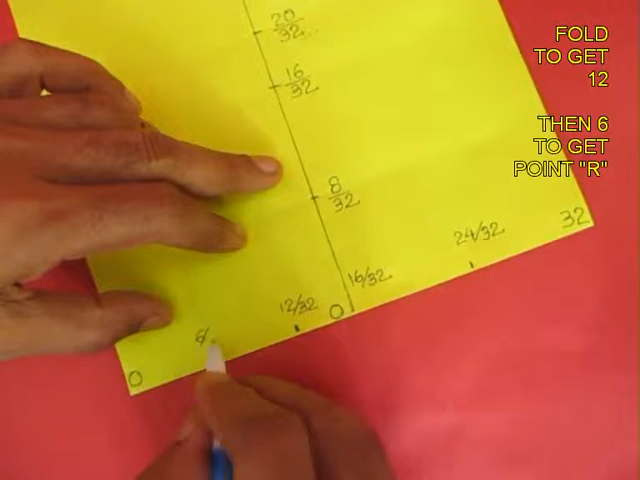 FOLD
TO GET
12
THEN 6
TO GET
POINT "R"
20
32
16
32
8
32
32
24/32
16/32
12/32
0
6/
0